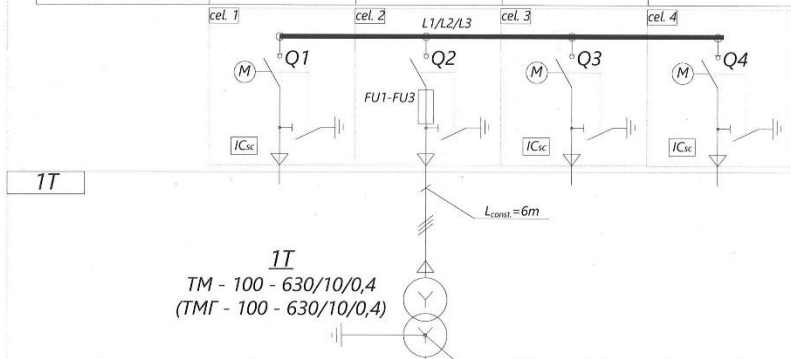 cel. 1
cel. 2
cel. 3
cel. 4
L1/L2/L3
Q1
Q2
Q3
Q4
M
M
M
FU1-FU3
ICsc
ICsc
ICsc
1T
Lconst.=6m
1T
ТМ - 100 - 630/10/0,4
(ТМГ - 100 - 630/10/0,4)
Y
Y